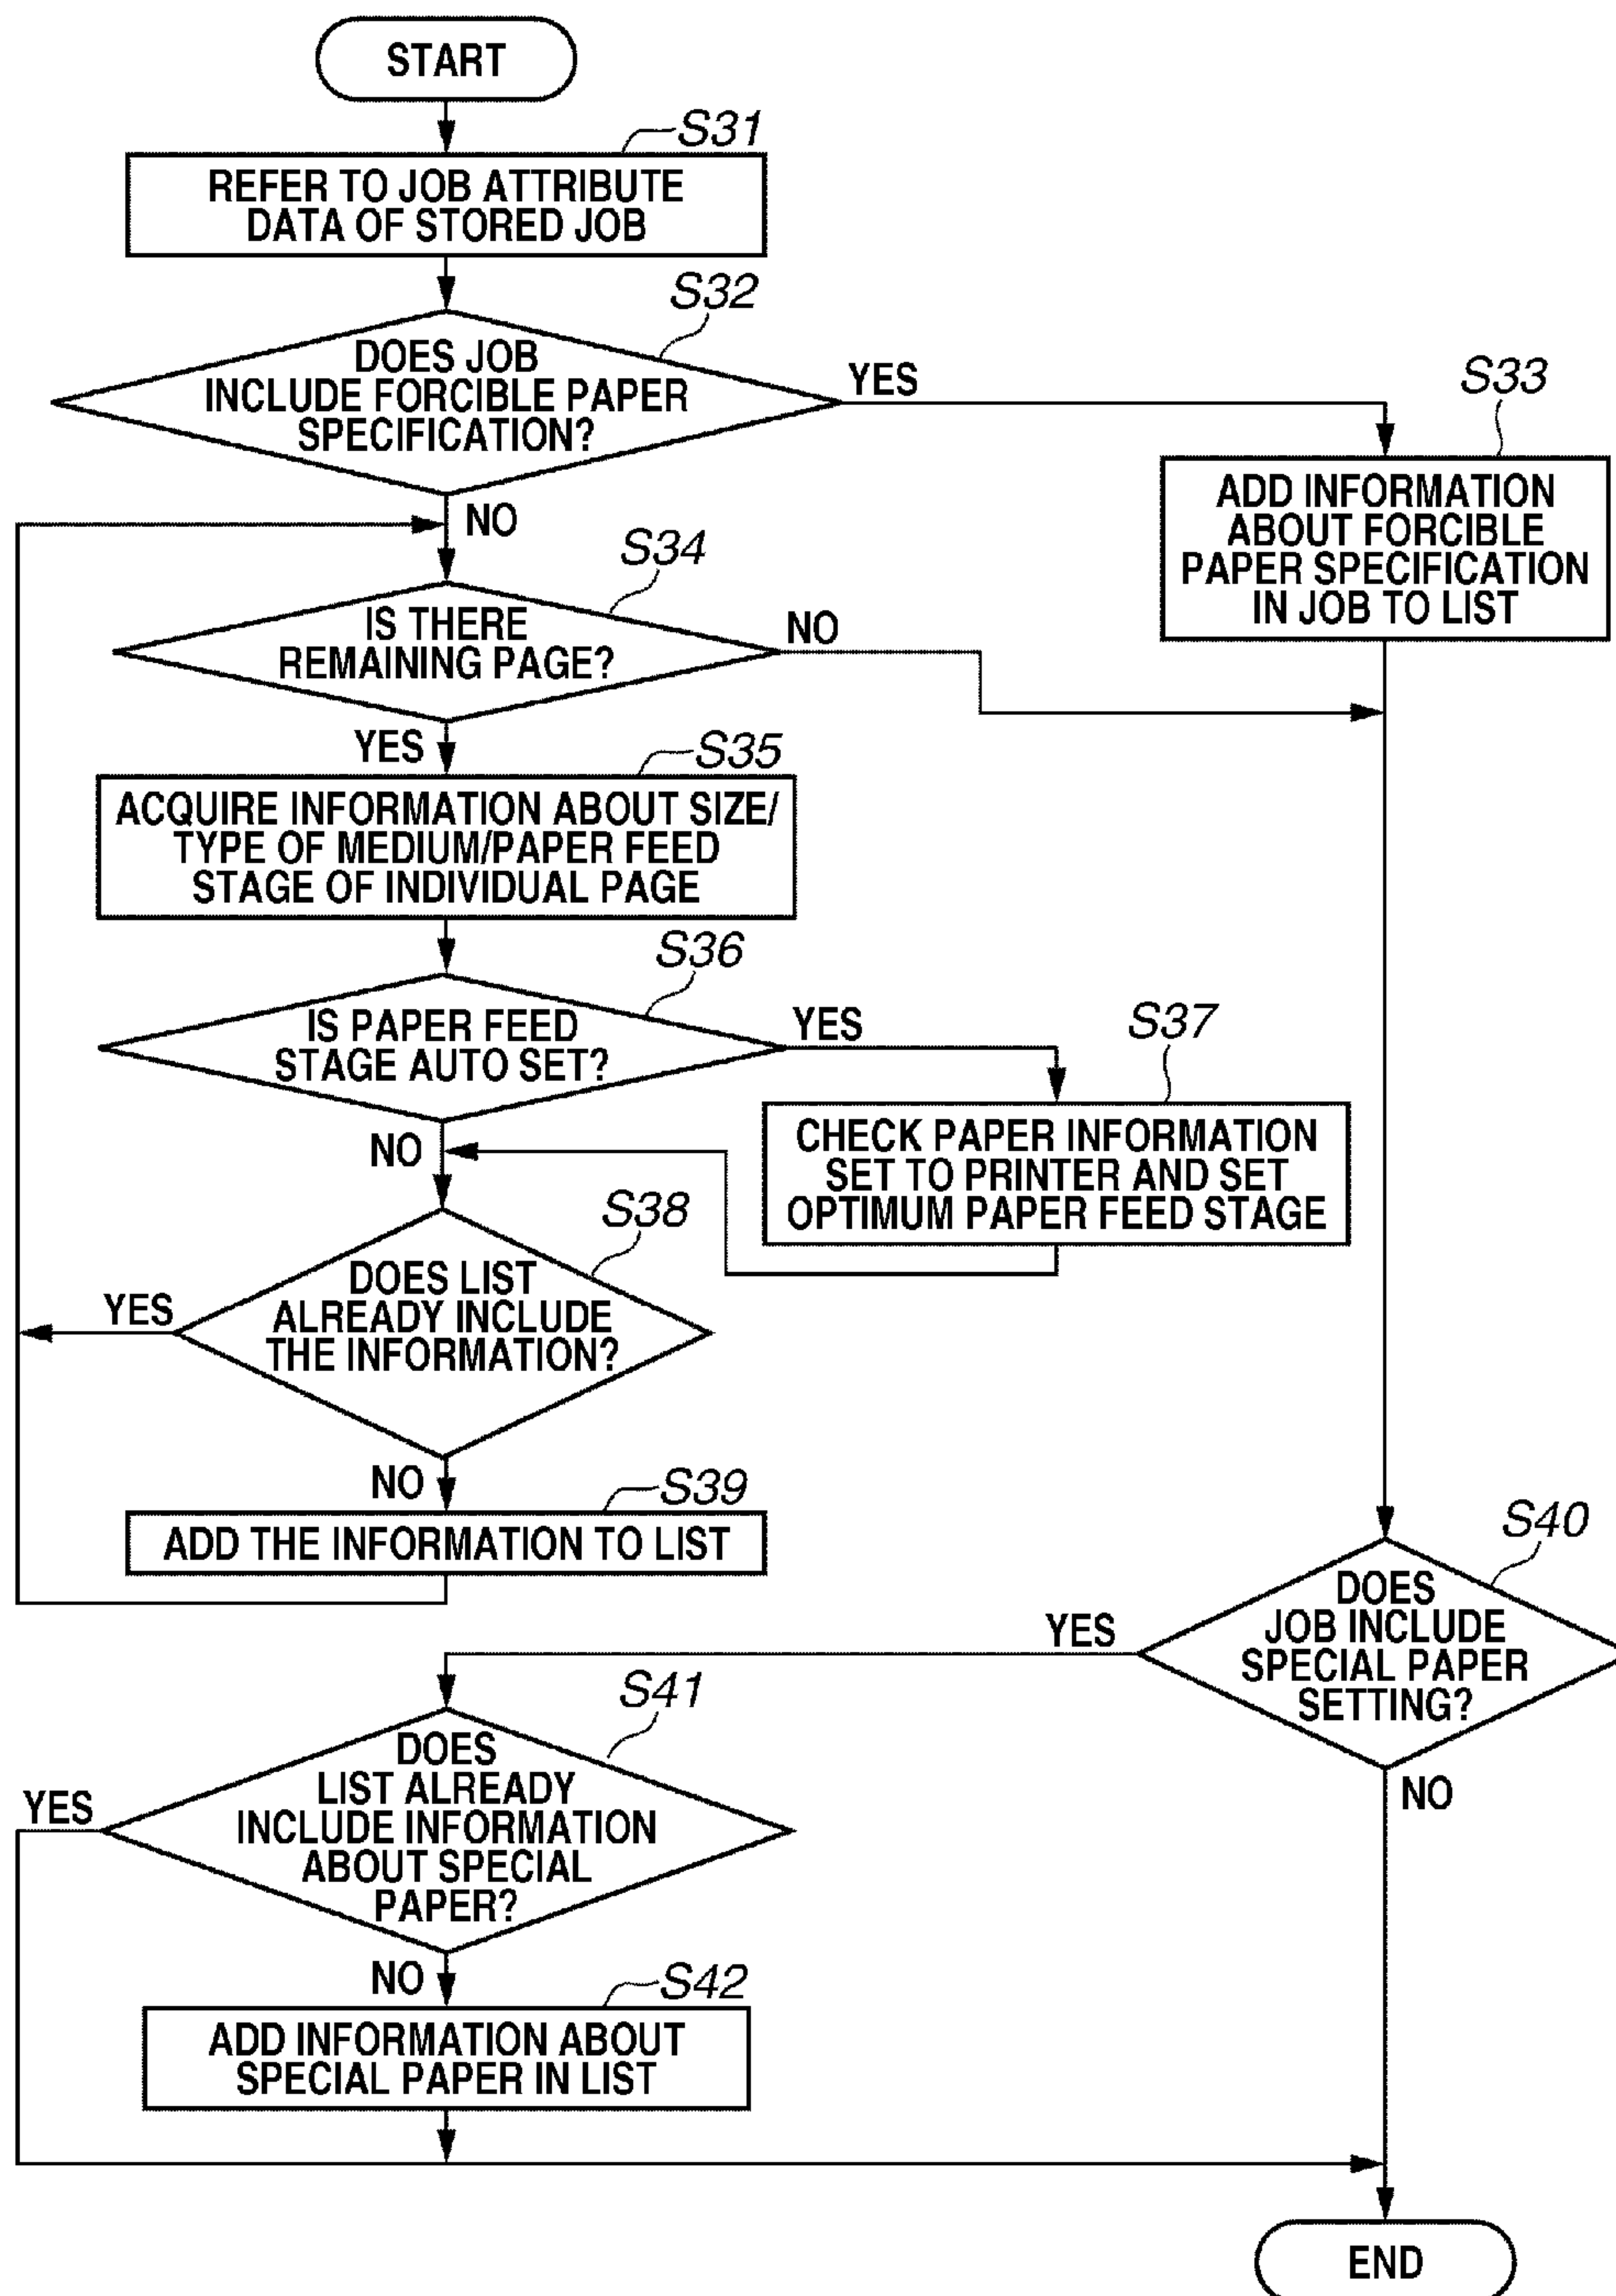 START
S31
REFER TO JOB ATTRIBUTE
DATA OF STORED JOB
S32
DOES JOB
INCLUDE FORCIBLE PAPER
SPECIFICATION?
YES
NO
S33
ADD INFORMATION
ABOUT FORCIBLE
PAPER SPECIFICATION
IN JOB TO LIST
S34
IS THERE
REMAINING PAGE?
NO
YES
S35
ACQUIRE INFORMATION ABOUT SIZE/
TYPE OF MEDIUM/PAPER FEED
STAGE OF INDIVIDUAL PAGE
S36
IS PAPER FEED
STAGE AUTO SET?
YES
NO
S37
CHECK PAPER INFORMATION
SET TO PRINTER AND SET
OPTIMUM PAPER FEED STAGE
S38
DOES LIST
ALREADY INCLUDE
THE INFORMATION?
YES
NO
S39
ADD THE INFORMATION TO LIST
S40
DOES
JOB INCLUDE
SPECIAL PAPER
SETTING?
YES
NO
S41
DOES
LIST ALREADY
INCLUDE INFORMATION
ABOUT SPECIAL
PAPER?
YES
NO
S42
ADD INFORMATION ABOUT
SPECIAL PAPER IN LIST
END